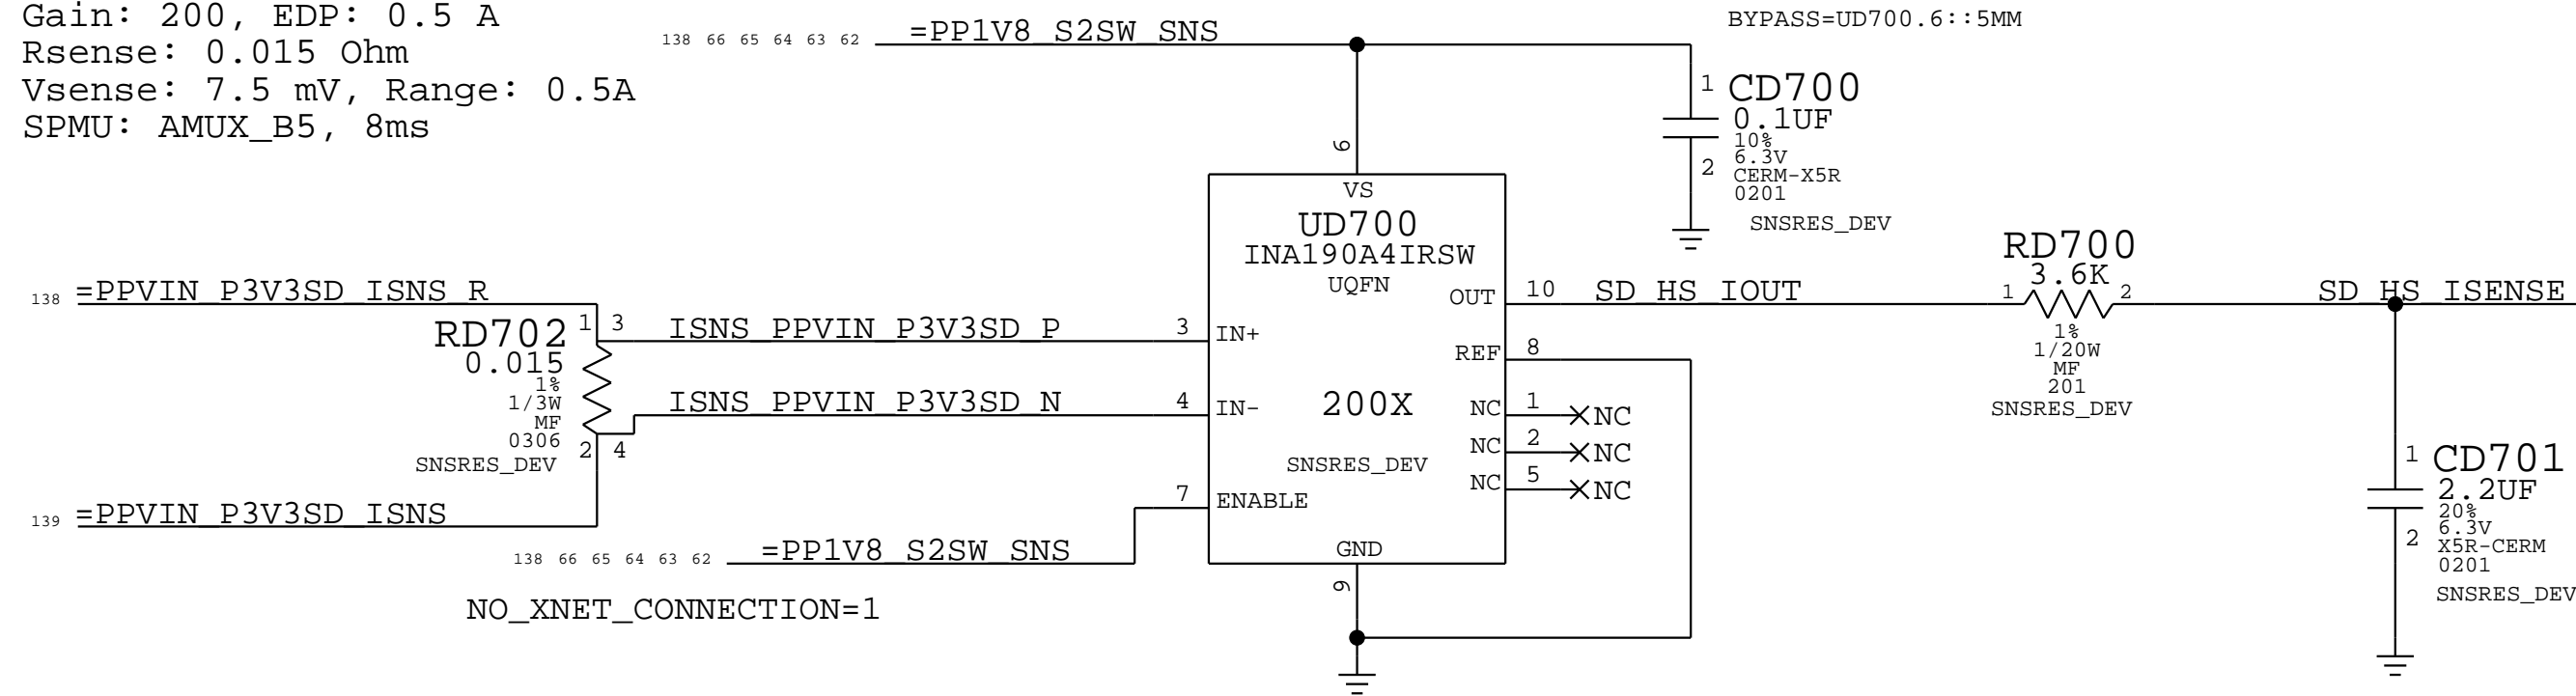 Gain: 200, EDP: 0.5 A
Rsense: 0.015 Ohm
Vsense: 7.5 mV, Range: 0.5A
SPMU: AMUX_B5, 8ms
138 66 65 64 63 62 =PP1V8_S2SW_SNS
BYPASS=UD700.6::5MM
1 CD700
0.1UF
10%
6.3V
2 CERM-X5R
0201
SNSRES_DEV
6
VS
UD700
INA190A4IRSW
UQFN
138 =PPVIN_P3V3SD_ISNS_R
1 3
RD702
0.015
1%
1/3W
MF
0306
2 4
SNSRES_DEV
139 =PPVIN_P3V3SD_ISNS
ISNS_PPVIN_P3V3SD_P 3 IN+
ISNS_PPVIN_P3V3SD_N 4 IN-
200X
SNSRES_DEV
7 ENABLE
138 66 65 64 63 62 =PP1V8_S2SW_SNS
NO_XNET_CONNECTION=1
GND
9
OUT 10 SD_HS_IOUT
REF 8
NC 1 NC
NC 2 NC
NC 5 NC
RD700
3.6K
1 2
1%
1/20W
MF
201
SNSRES_DEV
SD_HS_ISENSE
1 CD701
2.2UF
20%
6.3V
2 X5R-CERM
0201
SNSRES_DEV